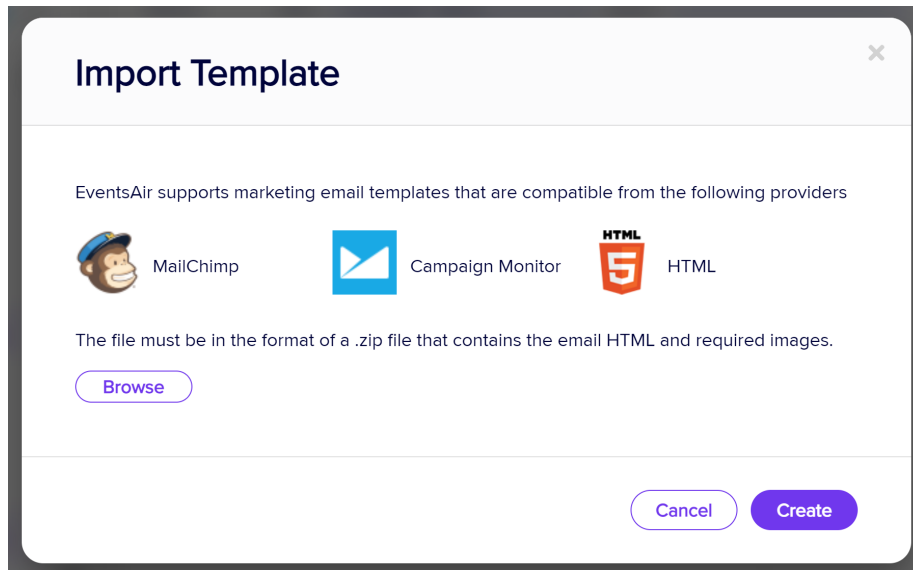 Import Template
EventsAir supports marketing email templates that are compatible from the following providers
MailChimp
Campaign Monitor
HTML
5
HTML
The file must be in the format of a .zip file that contains the email HTML and required images.
Browse
Cancel
Create